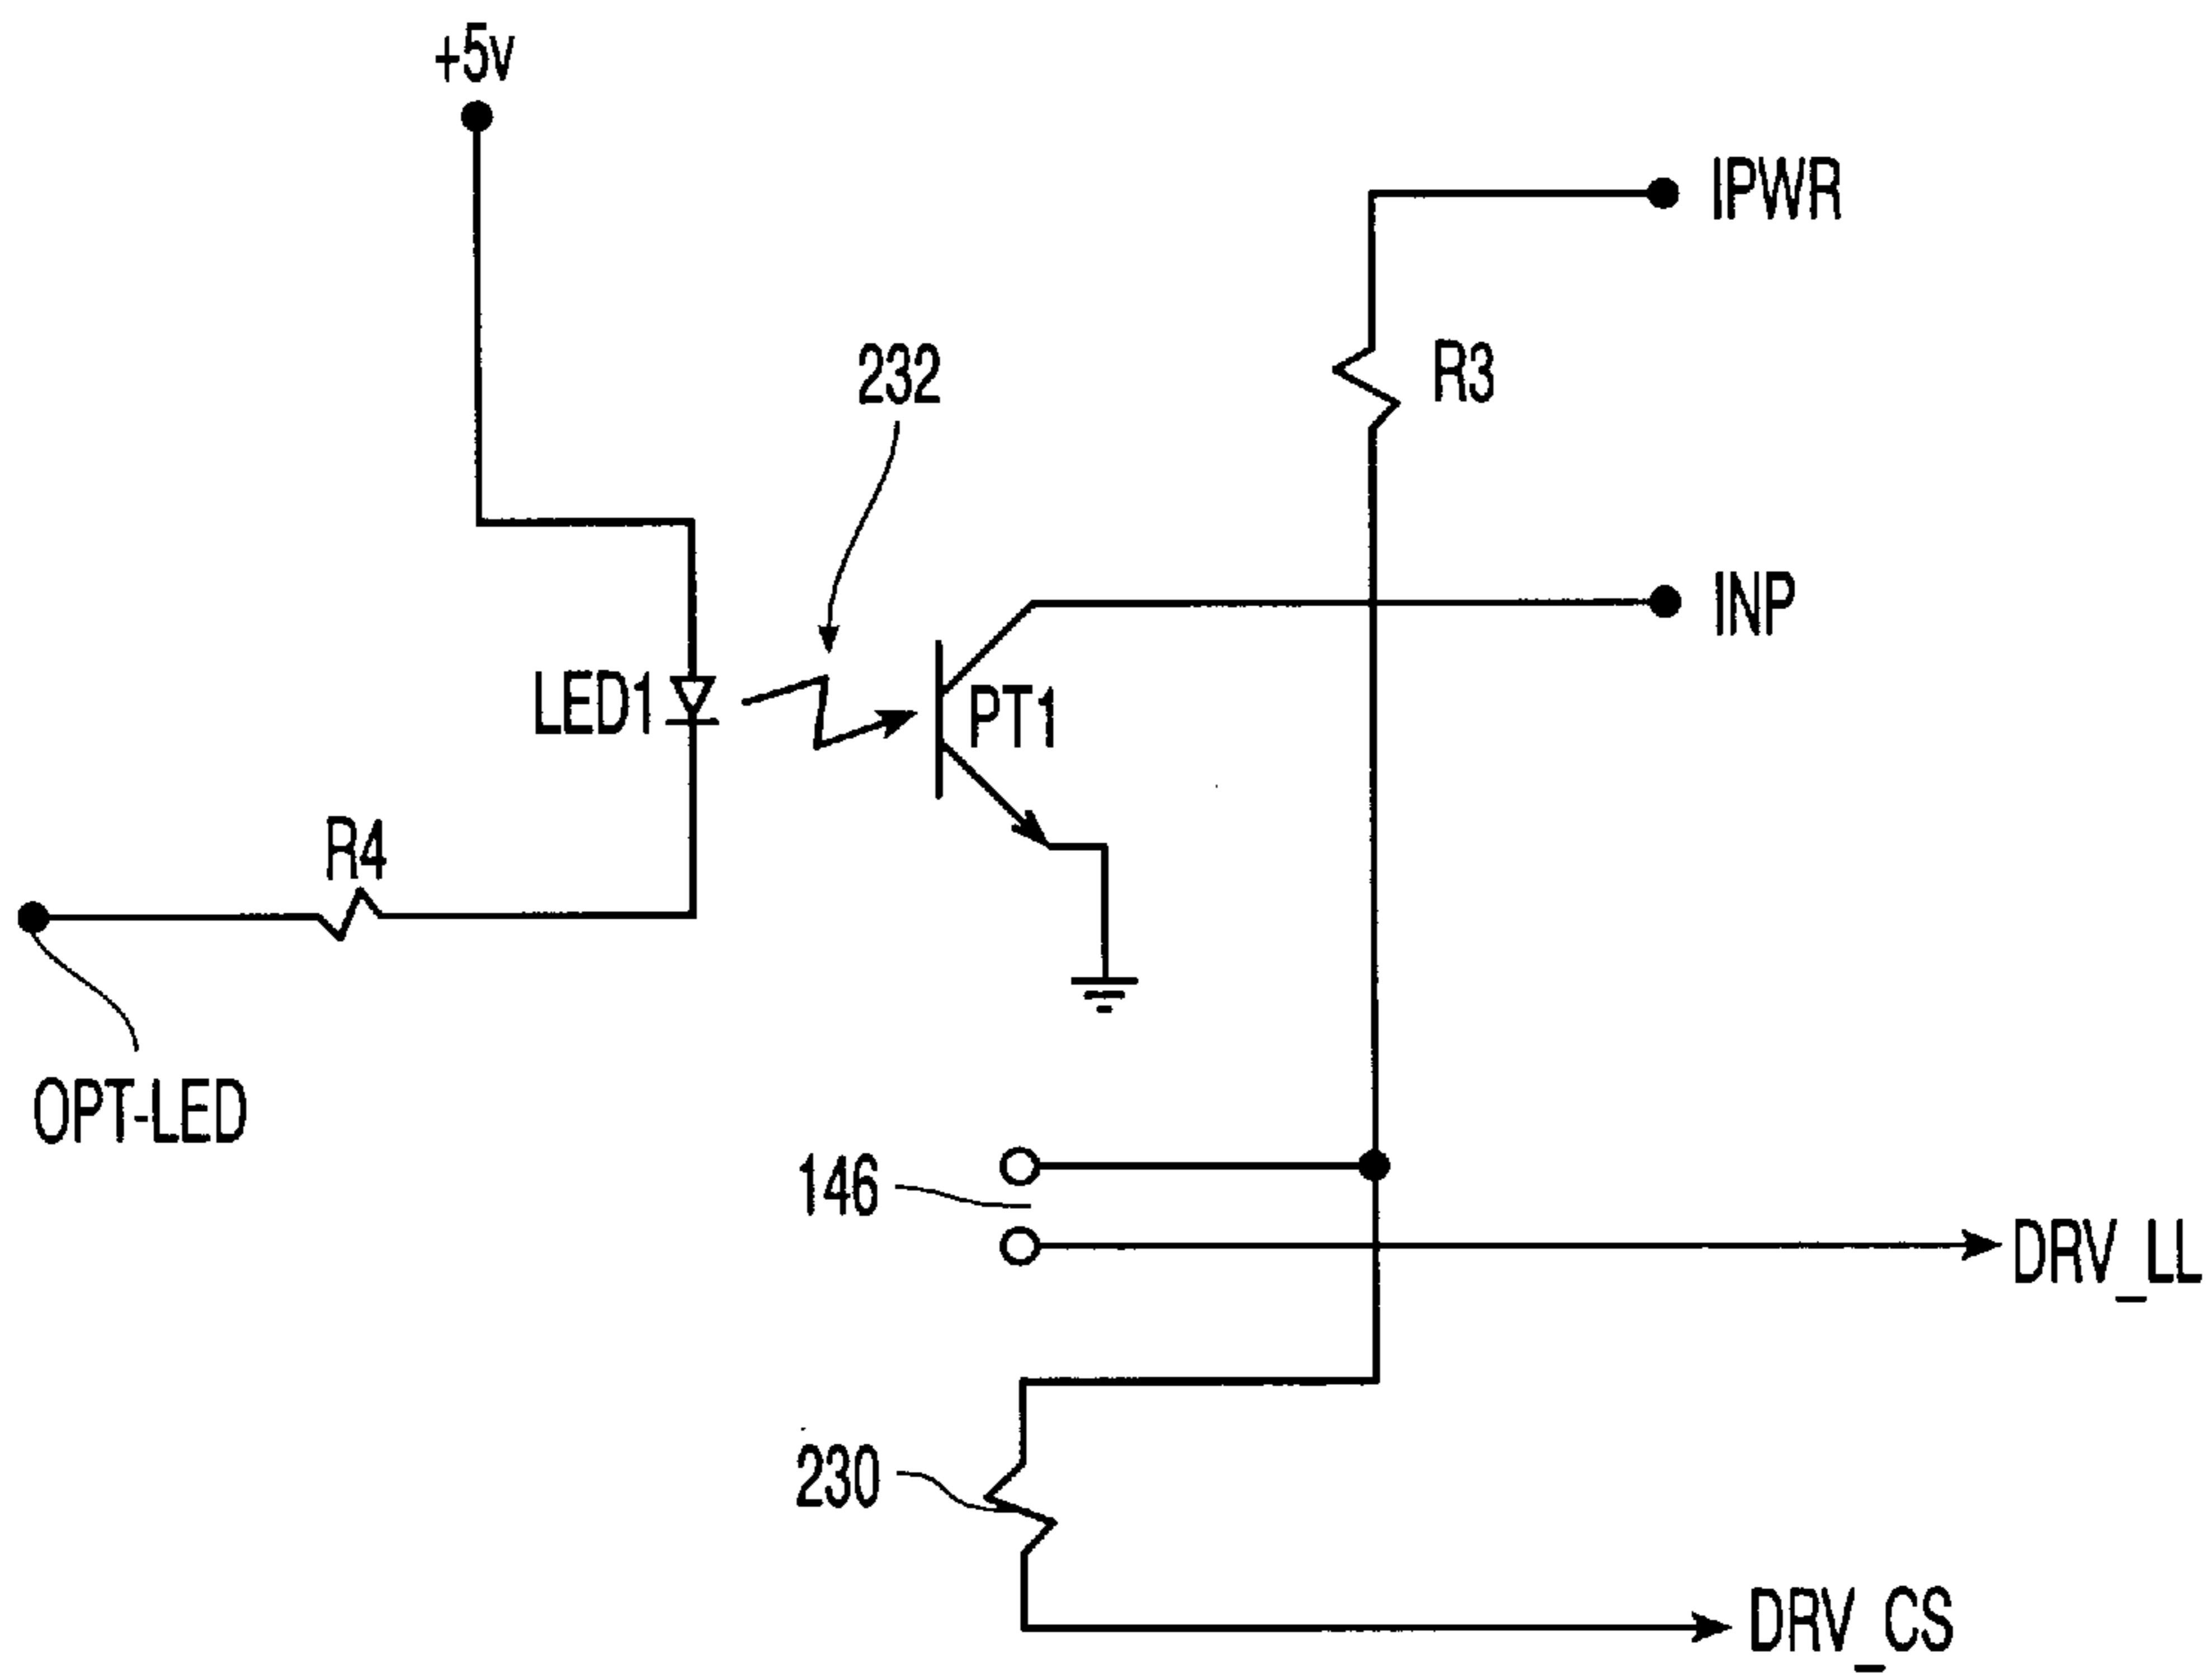 +5v
IPWR
232
R3
INP
LED1
PT1
R4
OPT-LED
146
DRV_LL
230
DRV_CS